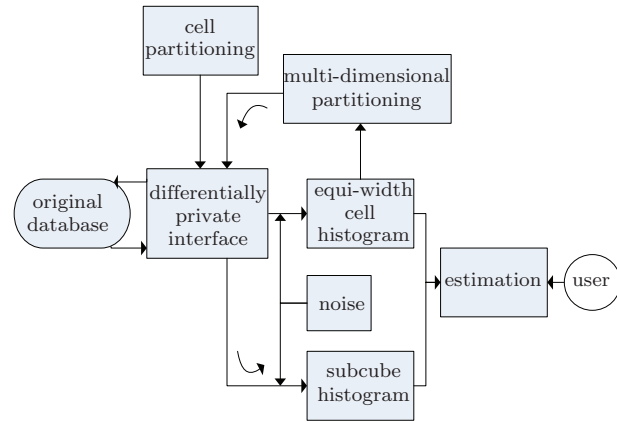 cell
partitioning
multi-dimensional
partitioning
original
database
differentially
private
interface
equi-width
cell
histogram
estimation
user
noise
subcube
histogram